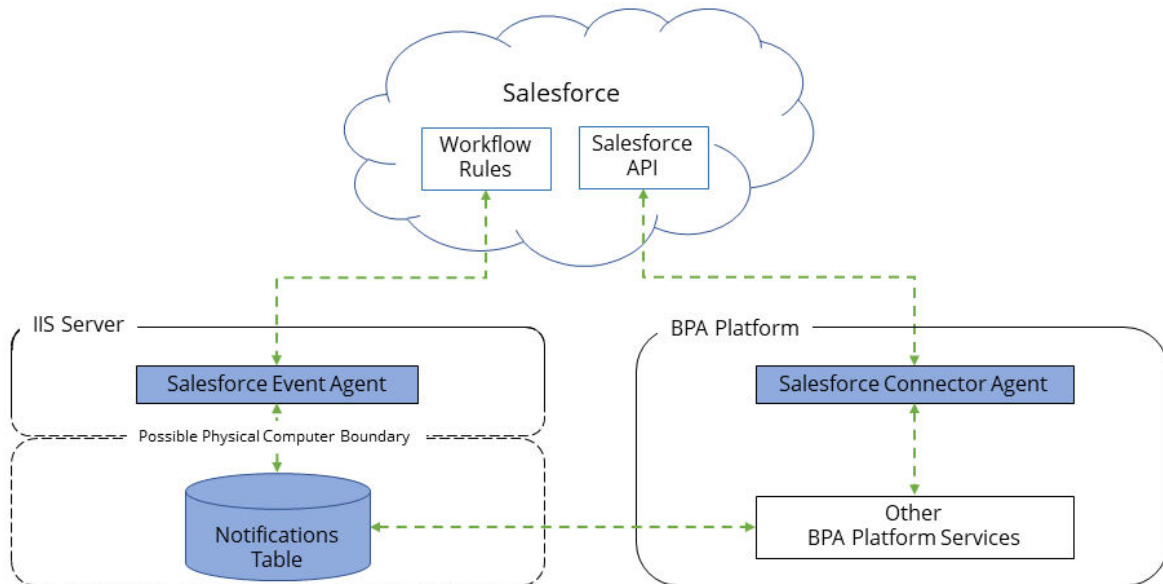 Salesforce
Workflow
Rules
Salesforce
API
IIS Server
BPA Platform
Salesforce Event Agent
Salesforce Connector Agent
Possible Physical Computer Boundary
Notifications
Table
Other
BPA Platform Services